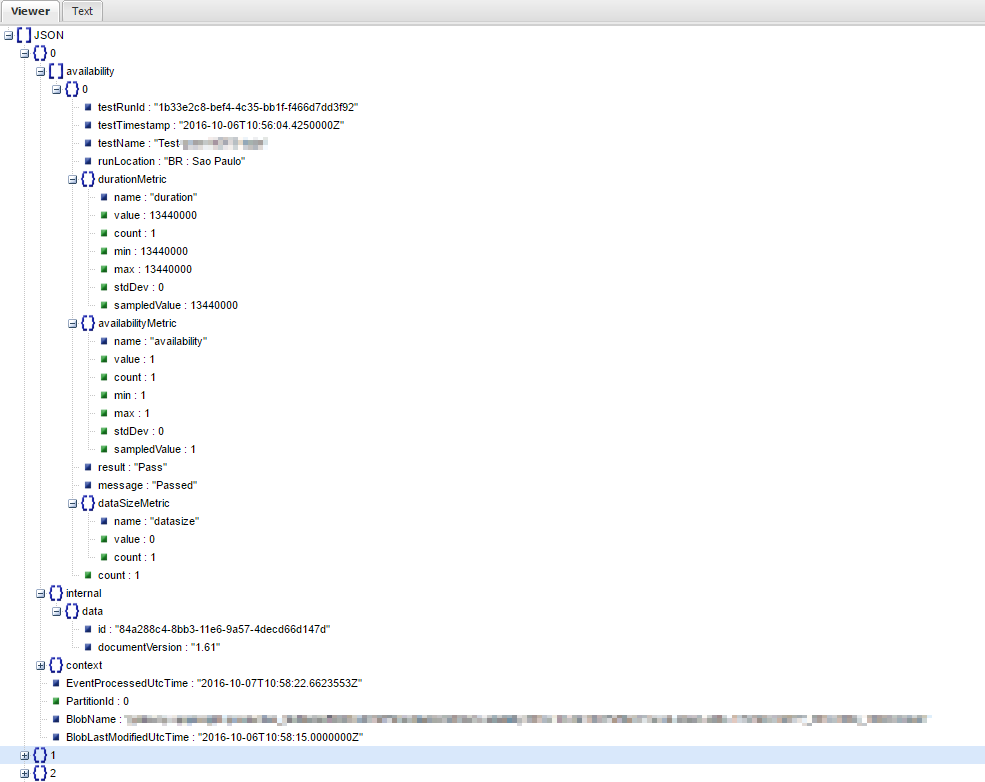 Viewer Text
JSON
0
availability
0
testRunId : "1b33e2c8-bef4-4c35-bb1f-f466d7dd3f92"
testTimestamp : "2016-10-06T10:56:04.4250000Z"
testName : "Test
runLocation : "BR : Sao Paulo"
durationMetric
name : "duration"
value : 13440000
count : 1
min : 13440000
max : 13440000
stdDev : 0
sampledValue : 13440000
availabilityMetric
name : "availability"
value : 1
count : 1
min : 1
max : 1
stdDev : 0
sampledValue : 1
result : "Pass"
message : "Passed"
dataSizeMetric
name : "datasize"
value : 0
count : 1
count : 1
internal
data
id : "84a288c4-8bb3-11e6-9a57-4decd66d147d"
documentVersion : "1.61"
context
EventProcessedUtcTime : "2016-10-07T10:58:22.6623553Z"
PartitionId : 0
BlobName : "
BlobLastModifiedUtcTime : "2016-10-06T10:58:15.0000000Z"
1
2